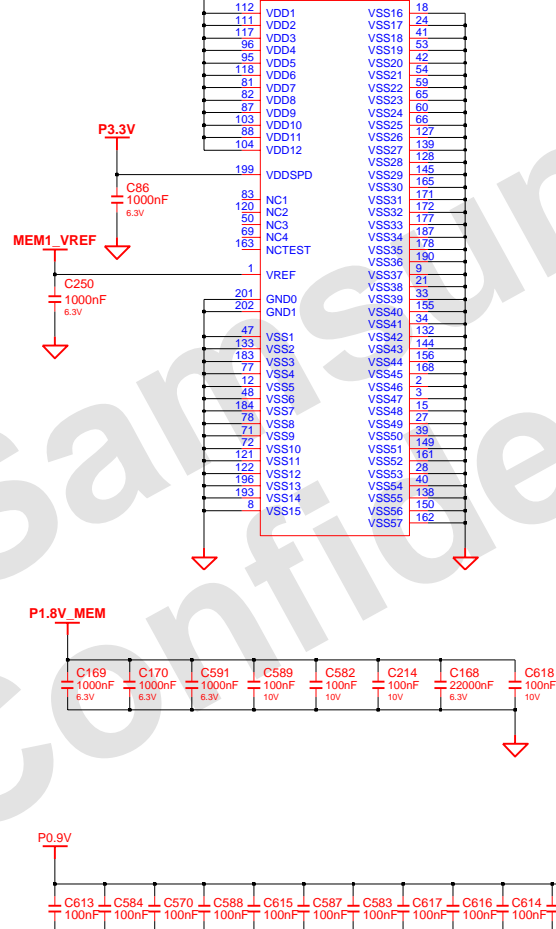 112 VDD1 VSS16 18
111 VDD2 VSS17 24
117 VDD3 VSS18 41
96 VDD4 VSS19 53
95 VDD5 VSS20 42
118 VDD6 VSS21 54
81 VDD7 VSS22 59
82 VDD8 VSS23 65
87 VDD9 VSS24 60
103 VDD10 VSS25 66
88 VDD11 VSS26 127
104 VDD12 VSS27 139
VSS28 128
199 VDDSPD VSS29 145
VSS30 165
83 NC1 VSS31 171
120 NC2 VSS32 172
50 NC3 VSS33 177
69 NC4 VSS34 187
163 NCTEST VSS35 178
VSS36 190
1 VREF VSS37 9
VSS38 21
201 GND0 VSS39 33
202 GND1 VSS40 155
VSS41 34
47 VSS1 VSS42 132
133 VSS2 VSS43 144
183 VSS3 VSS44 156
77 VSS4 VSS45 168
12 VSS5 VSS46 2
48 VSS6 VSS47 3
184 VSS7 VSS48 15
78 VSS8 VSS49 27
71 VSS9 VSS50 39
72 VSS10 VSS51 149
121 VSS11 VSS52 161
122 VSS12 VSS53 28
196 VSS13 VSS54 40
193 VSS14 VSS55 138
8 VSS15 VSS56 150
VSS57 162
P3.3V
C86
1000nF
6.3V
MEM1_VREF
C250
1000nF
6.3V
P1.8V_MEM
C169 C170 C591 C589 C582 C214 C168 C618
1000nF 1000nF 1000nF 100nF 100nF 100nF 22000nF 100nF
6.3V 6.3V 6.3V 10V 10V 10V 6.3V 10V
P0.9V
C613 C584 C570 C588 C615 C587 C583 C617 C616 C614
100nF 100nF 100nF 100nF 100nF 100nF 100nF 100nF 100nF 100nF
Samsun
Confide